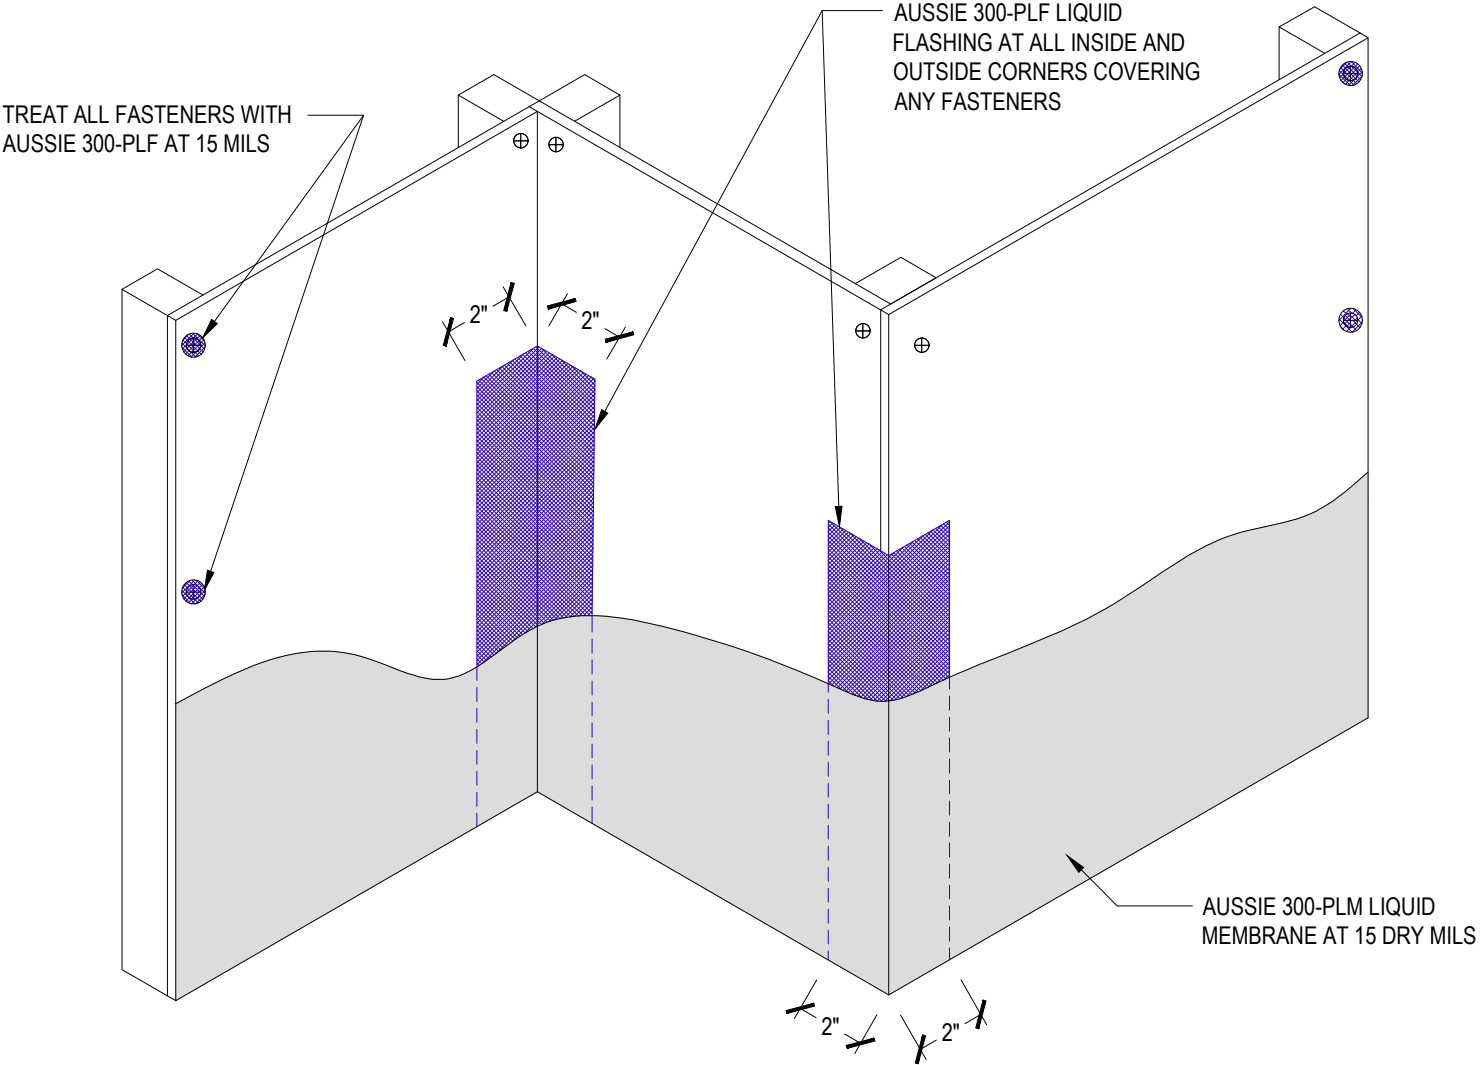 AUSSIE 300-PLF LIQUID
FLASHING AT ALL INSIDE AND
OUTSIDE CORNERS COVERING
ANY FASTENERS
TREAT ALL FASTENERS WITH
AUSSIE 300-PLF AT 15 MILS
2"
2"
AUSSIE 300-PLM LIQUID
MEMBRANE AT 15 DRY MILS
2"
2"